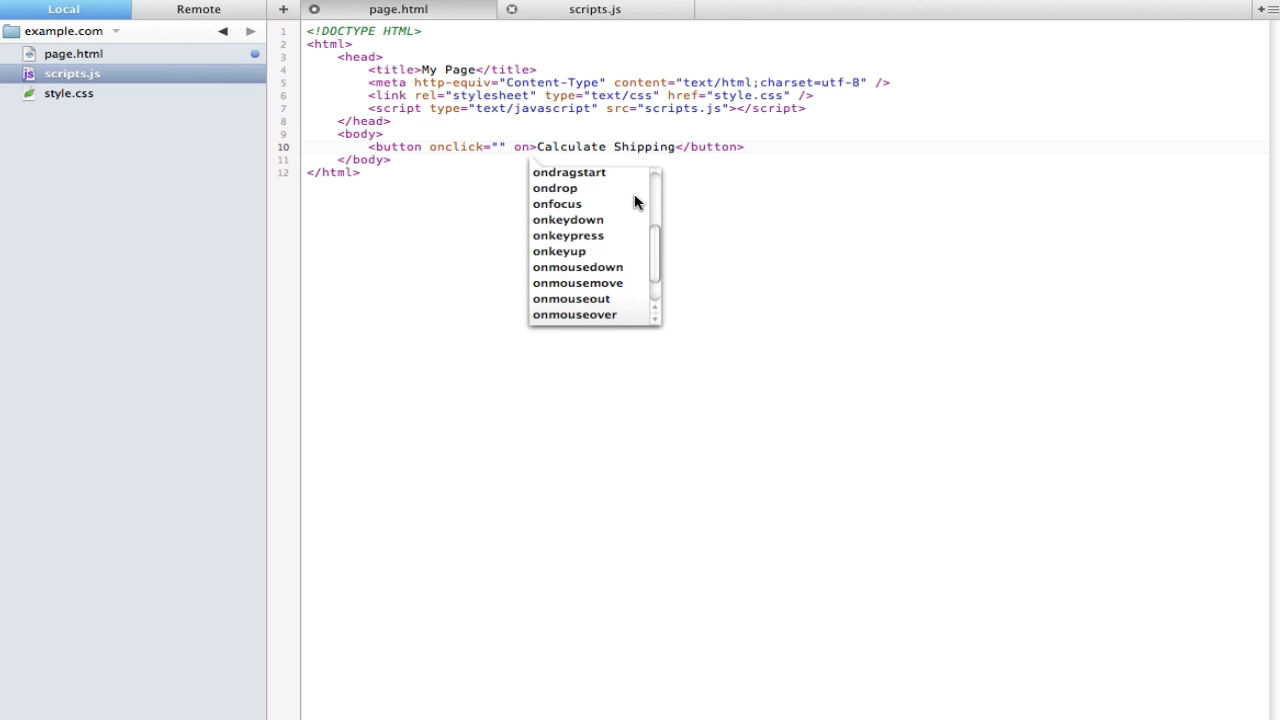 Local
Remote
page.html
scripts.js
example.com
page.html
scripts.js
style.css
1 <!DOCTYPE HTML>
2 <html>
3 <head>
4 <title>My Page</title>
5 <meta http-equiv="Content-Type" content="text/html;charset=utf-8" />
6 <link rel="stylesheet" type="text/css" href="style.css" />
7 <script type="text/javascript" src="scripts.js"></script>
8 </head>
9 <body>
10 <button onclick="" on>Calculate Shipping</button>
11 </body>
12 </html>
ondragstart
ondrop
onfocus
onkeydown
onkeypress
onkeyup
onmousedown
onmousemove
onmouseout
onmouseover